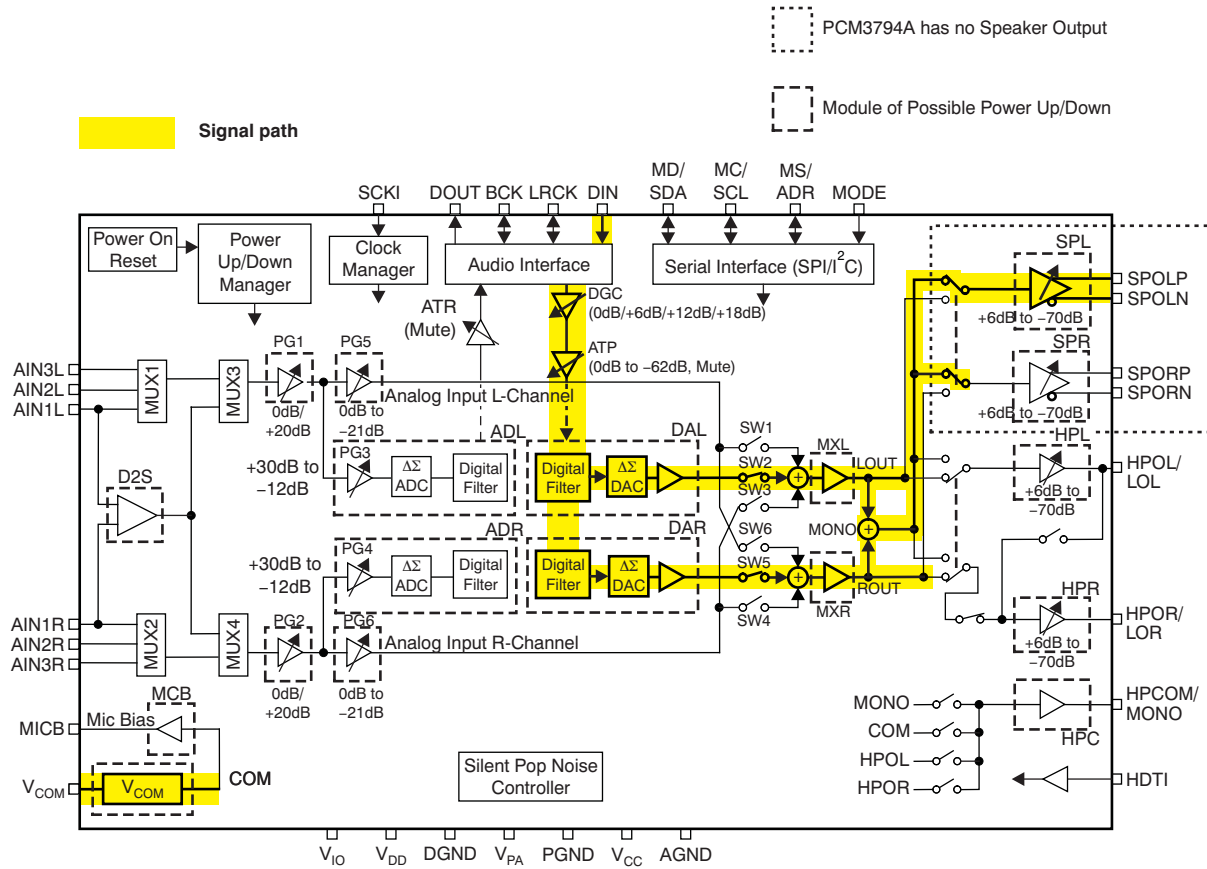 PCM3794A has no Speaker Output
Module of Possible Power Up/Down
Signal path
SCKI
DOUT
BCK
LRCK
DIN
MD/
SDA
MC/
SCL
MS/
ADR
MODE
Power On
Reset
Power
Up/Down
Manager
Clock
Manager
Audio Interface
Serial Interface (SPI/I²C)
ATR
(Mute)
DGC
(0dB/+6dB/+12dB/+18dB)
ATP
(0dB to −62dB, Mute)
SPL
+6dB to −70dB
SPOLP
SPOLN
SPR
+6dB to −70dB
SPORP
SPORN
AIN3L
AIN2L
AIN1L
MUX1
MUX3
PG1
0dB/
+20dB
PG5
0dB to
−21dB
Analog Input L-Channel
ADL
+30dB to
−12dB
PG3
ΔΣ
ADC
Digital
Filter
DAL
Digital
Filter
ΔΣ
DAC
SW1
SW2
SW3
MXL
LOUT
HPL
+6dB to
−70dB
HPOL/
LOL
D2S
MONO
ADR
+30dB to
−12dB
PG4
ΔΣ
ADC
Digital
Filter
DAR
Digital
Filter
ΔΣ
DAC
SW6
SW5
SW4
MXR
ROUT
HPR
+6dB to
−70dB
HPOR/
LOR
AIN1R
AIN2R
AIN3R
MUX2
MUX4
PG2
0dB/
+20dB
PG6
0dB to
−21dB
Analog Input R-Channel
MCB
MICB
Mic Bias
VCOM
VCOM
COM
Silent Pop Noise
Controller
MONO
COM
HPOL
HPOR
HPC
HPCOM/
MONO
HDTI
VIO
VDD
DGND
VPA
PGND
VCC
AGND